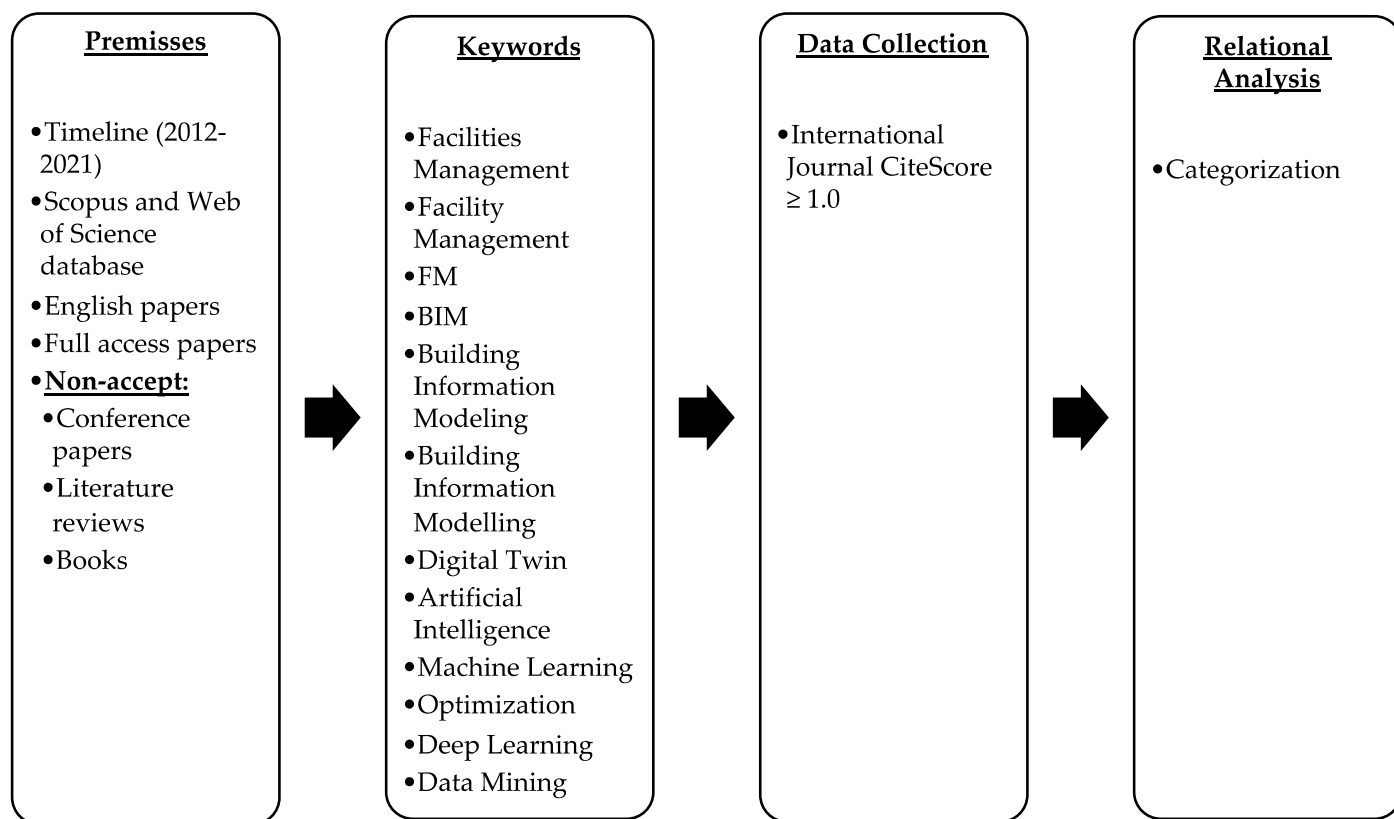 Premisses
•Timeline (2012-
2021)
•Scopus and Web
of Science
database
•English papers
•Full access papers
•Non-accept:
•Conference
papers
•Literature
reviews
•Books
Keywords
•Facilities
Management
•Facility
Management
•FM
•BIM
•Building
Information
Modeling
•Building
Information
Modelling
•Digital Twin
•Artificial
Intelligence
•Machine Learning
•Optimization
•Deep Learning
•Data Mining
Data Collection
•International
Journal CiteScore
≥ 1.0
Relational
Analysis
•Categorization